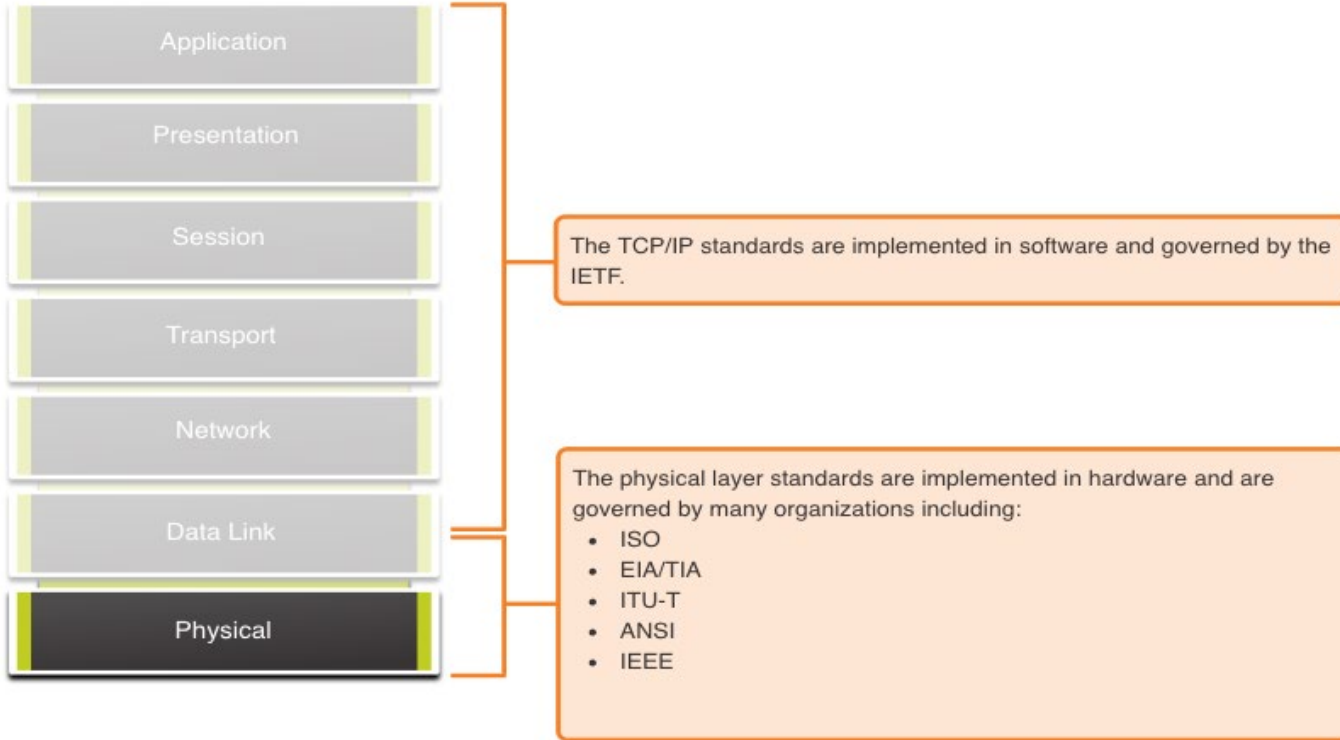 Application
Presentation
Session
Transport
Network
Data Link
Physical
The TCP/IP standards are implemented in software and governed by the
IETF.
The physical layer standards are implemented in hardware and are
governed by many organizations including:
• ISO
• EIA/TIA
• ITU-T
• ANSI
• IEEE